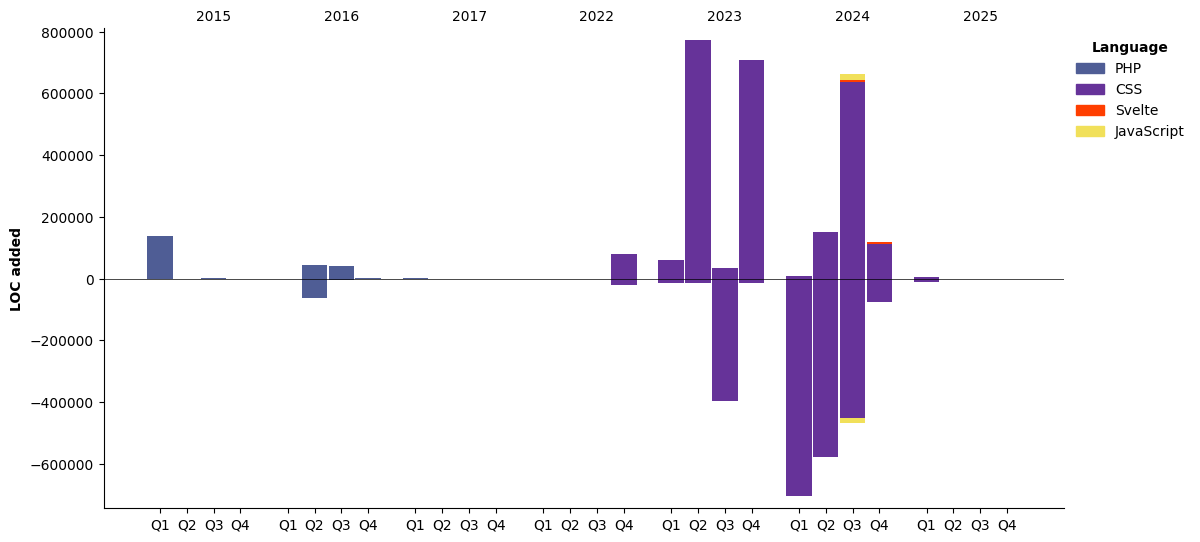 2015 2016 2017 2022 2023 2024 2025
LOC added
800000
600000
400000
200000
0
−200000
−400000
−600000
Q1 Q2 Q3 Q4 Q1 Q2 Q3 Q4 Q1 Q2 Q3 Q4 Q1 Q2 Q3 Q4 Q1 Q2 Q3 Q4 Q1 Q2 Q3 Q4 Q1 Q2 Q3 Q4
Language
PHP
CSS
Svelte
JavaScript